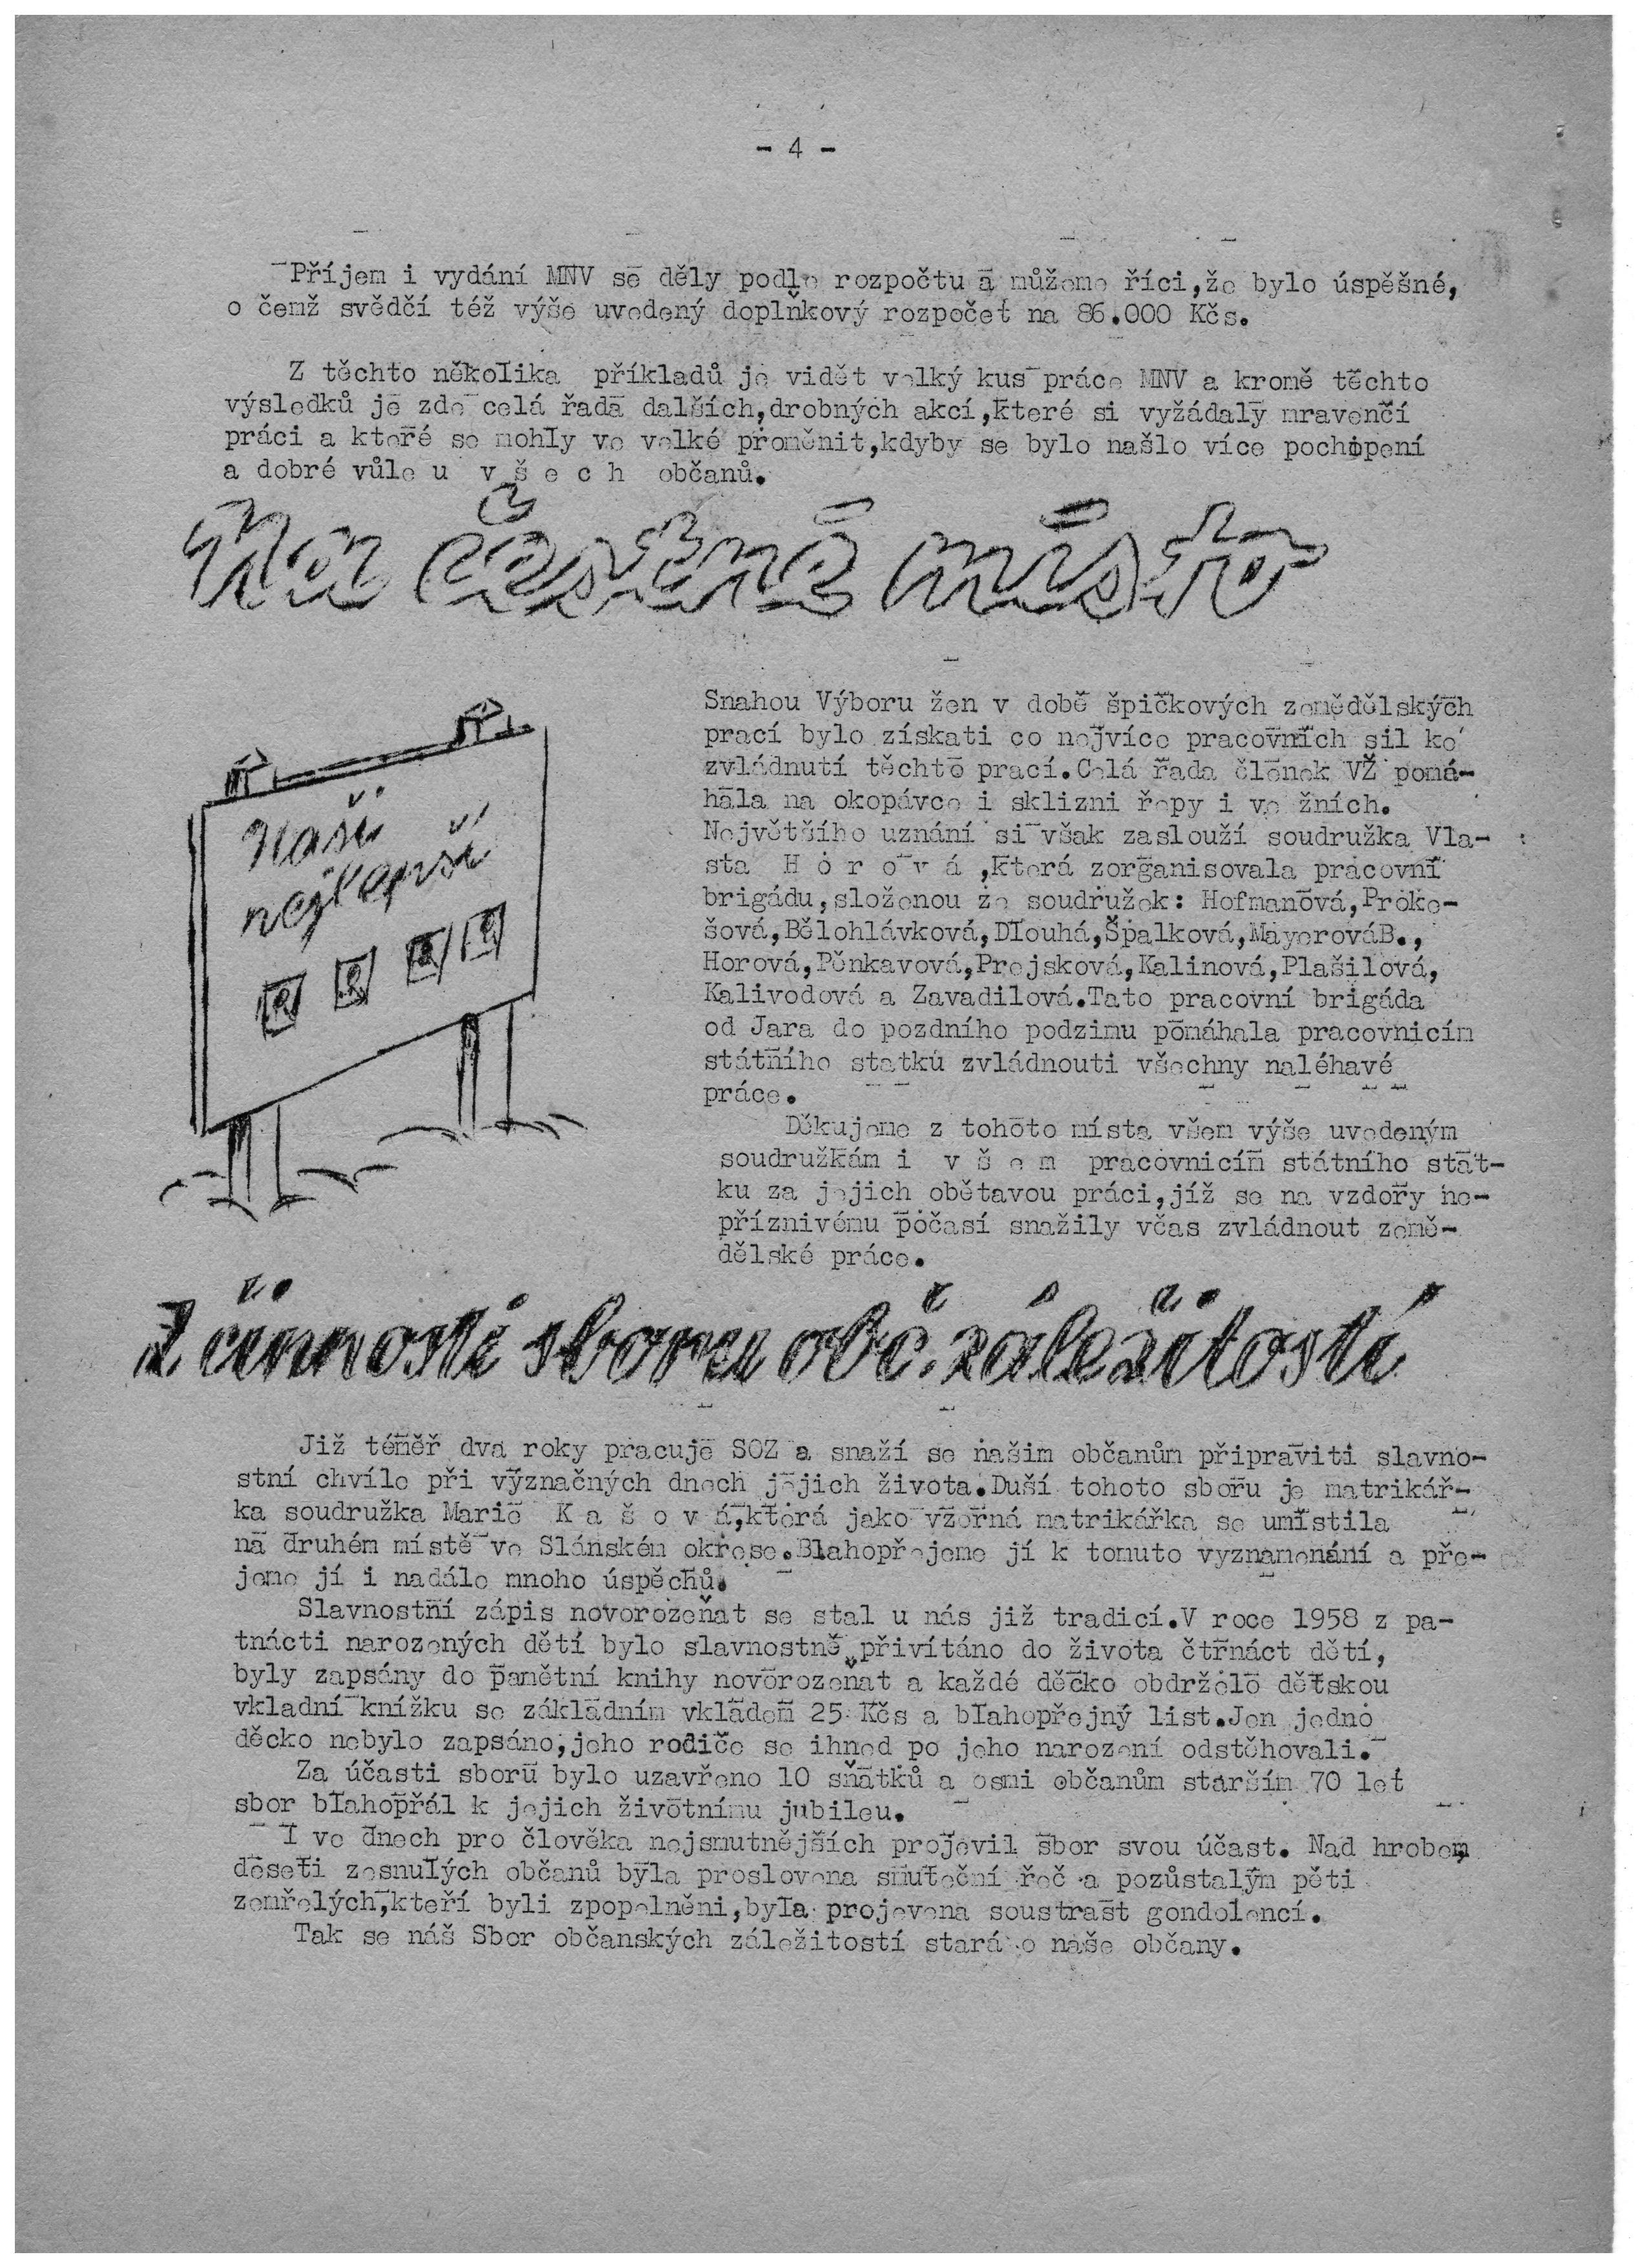 - 4 -
Příjem i vydání MNV se děly podle rozpočtu a můžeme říci,že bylo úspěšné,
o čemž svědčí též výše uvedený doplňkový rozpočet na 86.000 Kčs.
Z těchto několika příkladů je vidět velký kus práce MNV a kromě těchto
výsledků je zde celá řada dalších,drobných akcí,které si vyžádaly mravenčí
práci a které se mohly ve velké proměnit,kdyby se bylo našlo více pochopení
a dobré vůle u v š e c h občanů.
Na čestné místo
Naši
nejlepší
Snahou Výboru žen v době špičkových zemědělských
prací bylo získati co nejvíce pracovních sil ke
zvládnutí těchto prací.Celá řada členek VŽ pomá-
hala na okopávce i sklizni řepy i ve žních.
Největšího uznání si však zaslouží soudružka Vla-
sta H o r o v á ,která zorganisovala pracovní
brigádu,složenou ze soudružek: Hofmanová,Proke-
šová,Bělohlávková,Dlouhá,Špalková,MayerováB.,
Horová,Pěnkavová,Prejsková,Kalinová,Plašilová,
Kalivodová a Zavadilová.Tato pracovní brigáda
od Jara do pozdního podzimu pomáhala pracovnicím
státního statku zvládnouti všechny naléhavé
práce.
Děkujeme z tohoto místa všem výše uvedeným
soudružkám i v š e m pracovnicím státního stat-
ku za jejich obětavou práci,jíž se na vzdory ne-
příznivému počasí snažily včas zvládnout země-
dělské práce.
Z činnosti sboru obč. záležitostí
Již téměř dva roky pracuje SOZ a snaží se našim občanům připraviti slavno-
stní chvíle při význačných dnech jejich života.Duší tohoto sboru je matrikář-
ka soudružka Marie K a š o v á,která jako vzorná matrikářka se umístila
na druhém místě ve Slánském okrese.Blahopřejeme jí k tomuto vyznamenání a pře-
jeme jí i nadále mnoho úspěchů.
Slavnostní zápis novorozeňat se stal u nás již tradicí.V roce 1958 z pa-
tnácti narozených dětí bylo slavnostně přivítáno do života čtrnáct dětí,
byly zapsány do pamětní knihy novorozeňat a každé děcko obdrželo dětskou
vkladní knížku se základním vkladem 25 Kčs a blahopřejný list.Jen jedno
děcko nebylo zapsáno,jeho rodiče se ihned po jeho narození odstěhovali.
Za účasti sboru bylo uzavřeno 10 sňatků a osmi občanům starším 70 let
sbor blahopřál k jejich životnímu jubileu.
I ve dnech pro člověka nejsmutnějších projevil sbor svou účast. Nad hrobem
deseti zesnulých občanů byla proslovena smuteční řeč a pozůstalým pěti
zemřelých,kteří byli zpopelněni,byla projevena soustrast gondolencí.
Tak se náš Sbor občanských záležitostí stará o naše občany.